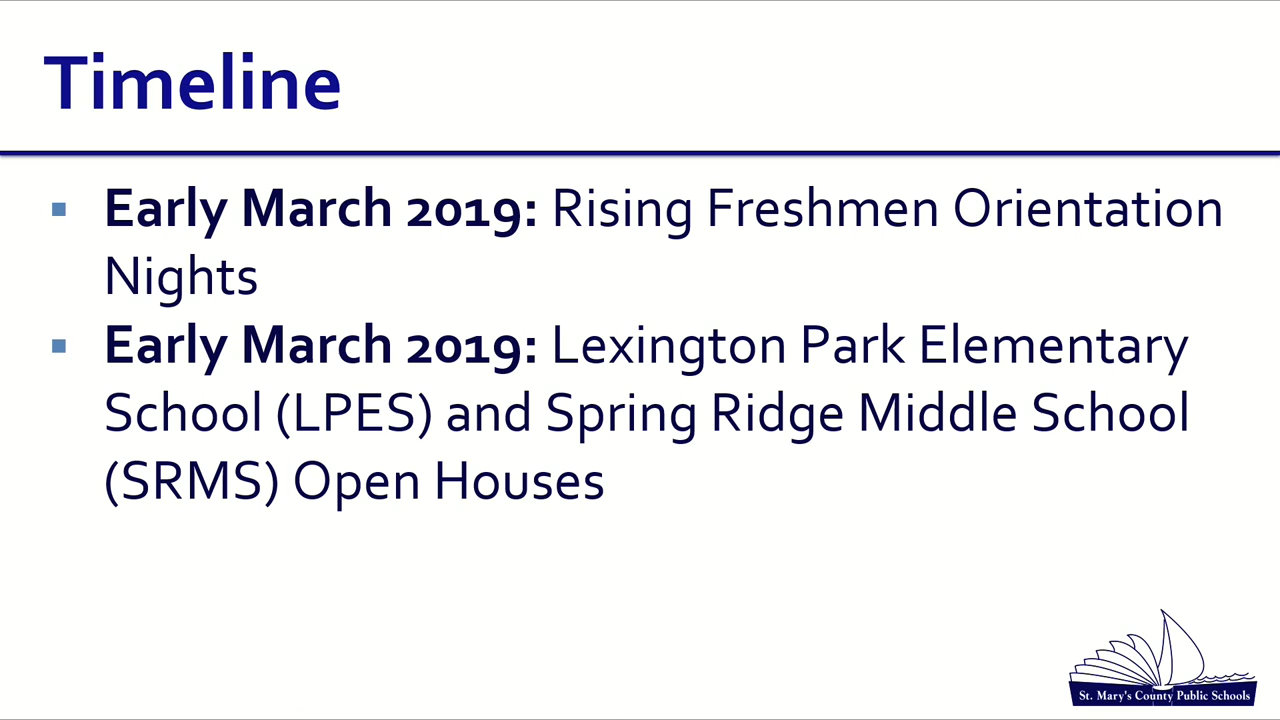 Timeline
▪ Early March 2019: Rising Freshmen Orientation
Nights
▪ Early March 2019: Lexington Park Elementary
School (LPES) and Spring Ridge Middle School
(SRMS) Open Houses
St. Mary's County Public Schools